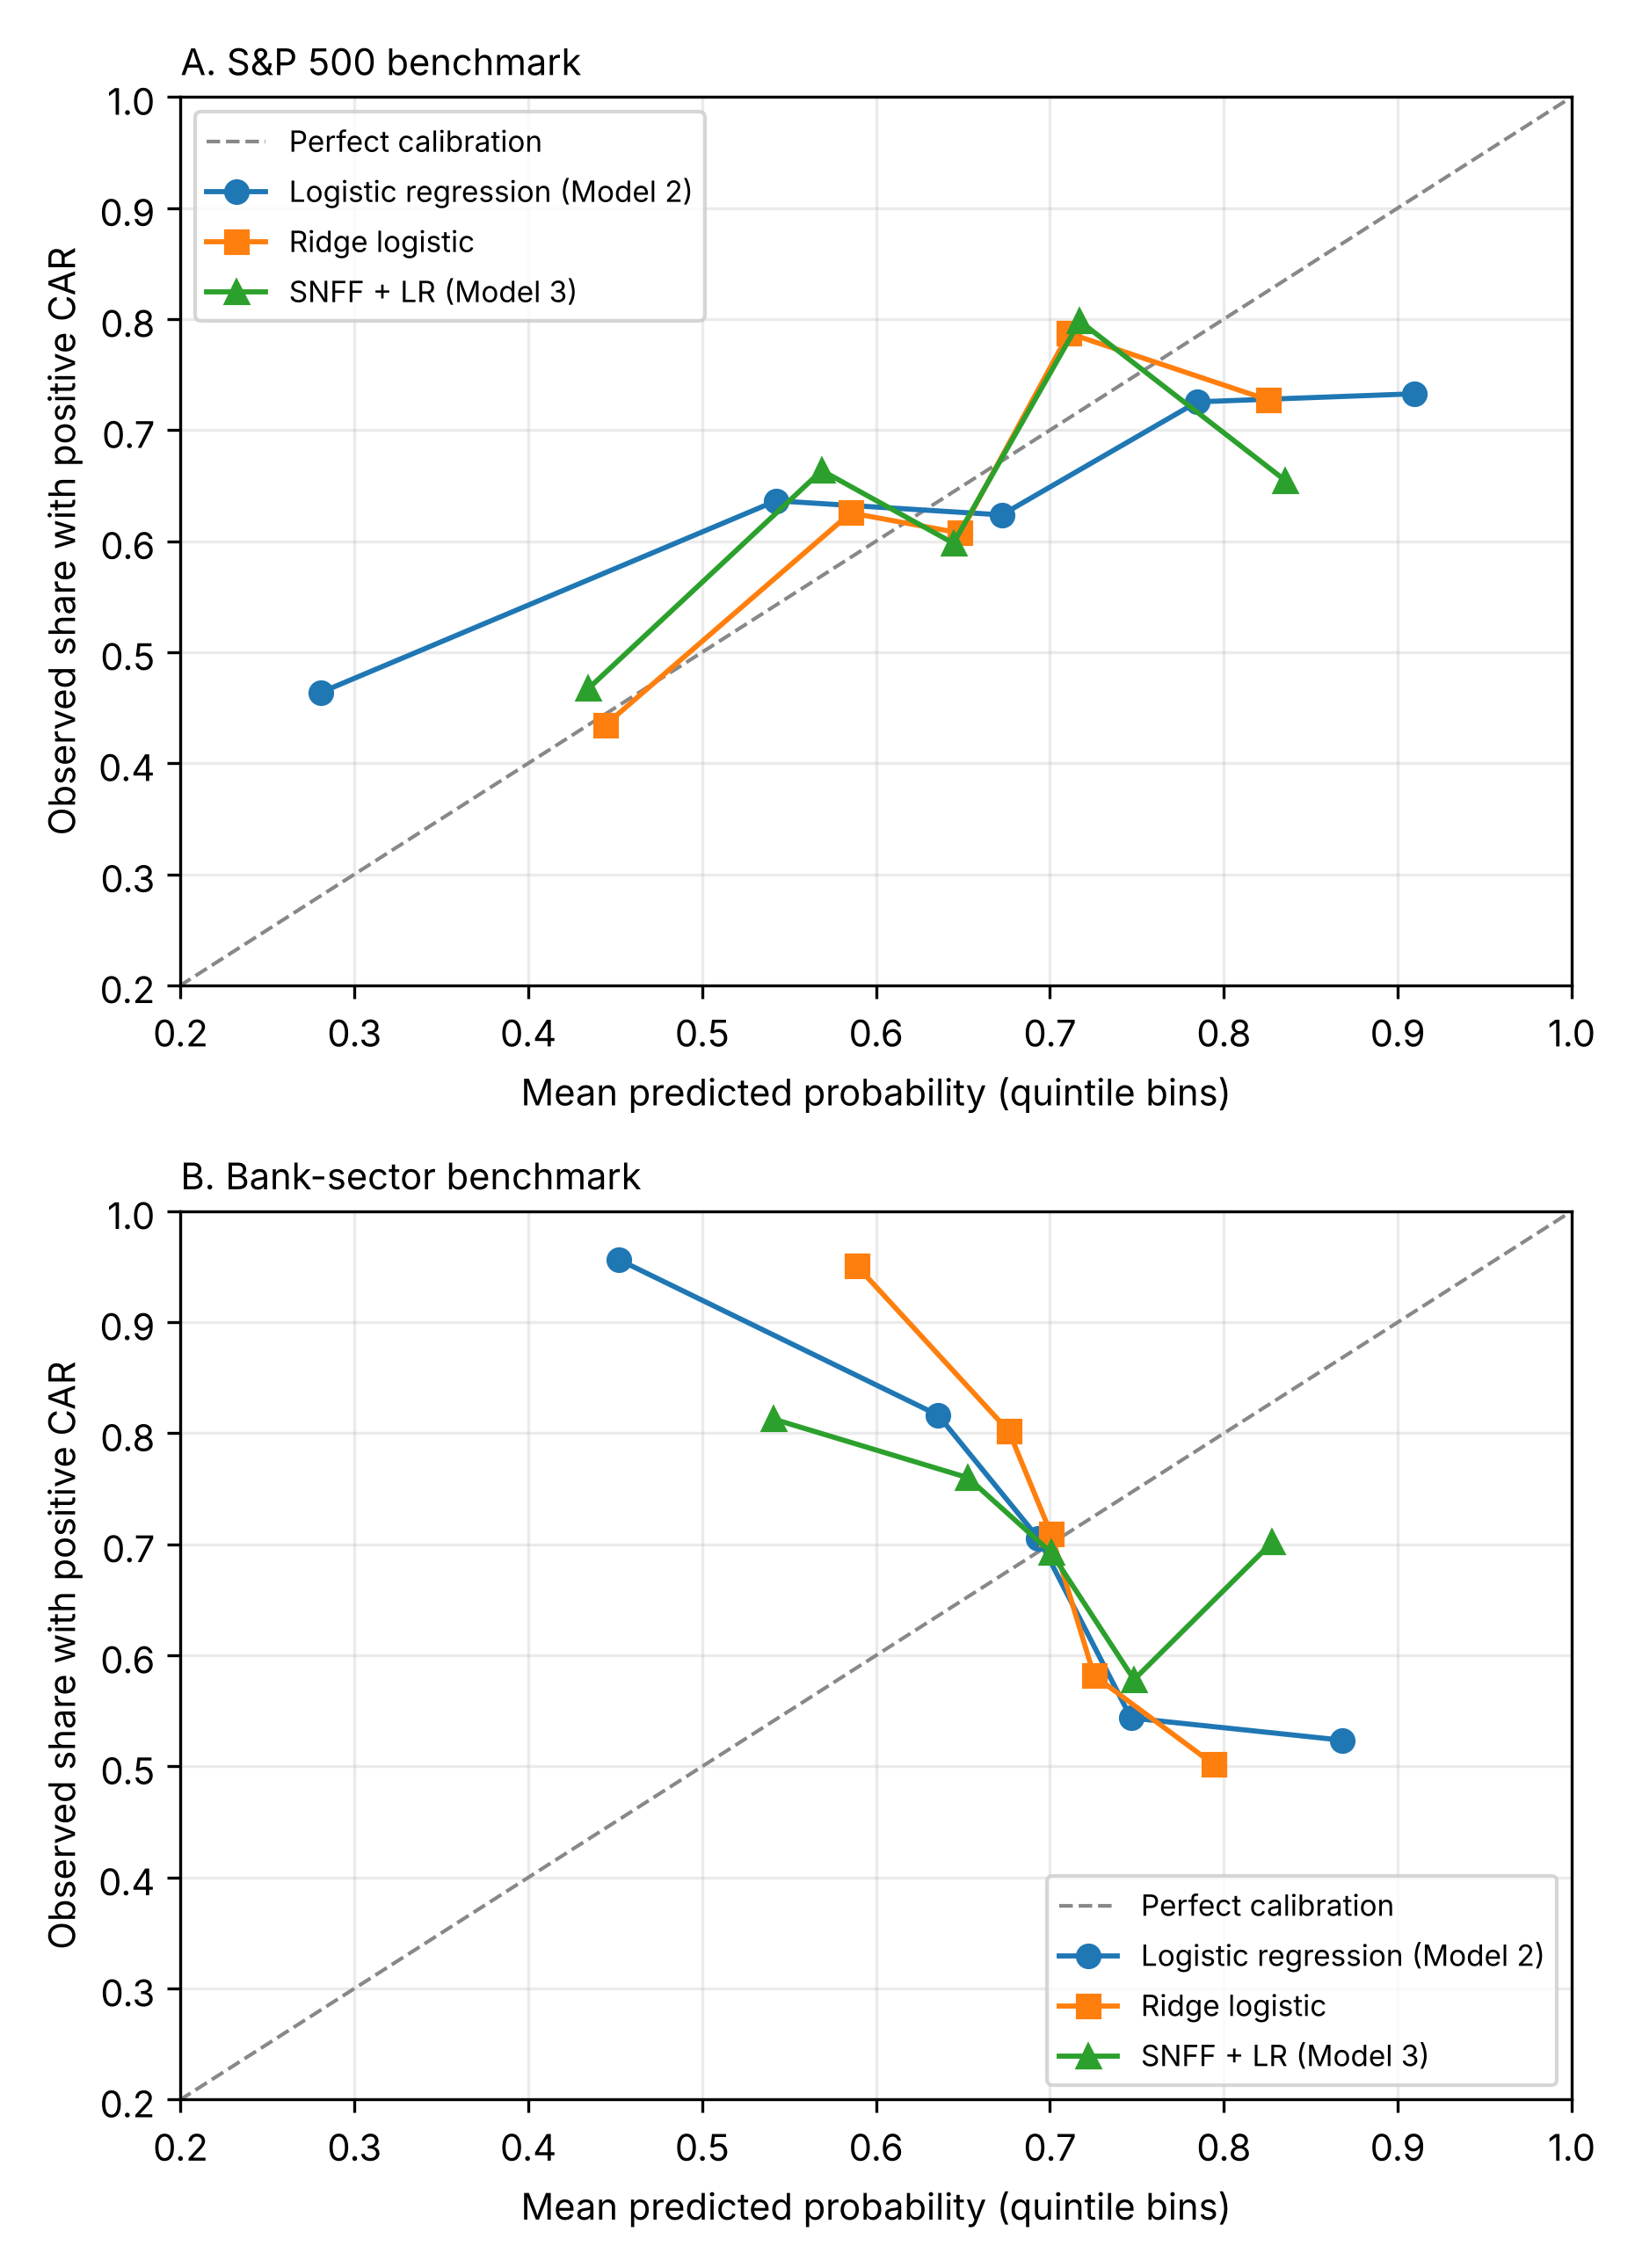 A. S&P 500 benchmark
1.0
0.9
0.8
0.7
0.6
0.5
0.4
0.3
0.2
Observed share with positive CAR
Perfect calibration
Logistic regression (Model 2)
Ridge logistic
SNFF + LR (Model 3)
0.2 0.3 0.4 0.5 0.6 0.7 0.8 0.9 1.0
Mean predicted probability (quintile bins)
B. Bank-sector benchmark
1.0
0.9
0.8
0.7
0.6
0.5
0.4
0.3
0.2
Observed share with positive CAR
Perfect calibration
Logistic regression (Model 2)
Ridge logistic
SNFF + LR (Model 3)
0.2 0.3 0.4 0.5 0.6 0.7 0.8 0.9 1.0
Mean predicted probability (quintile bins)